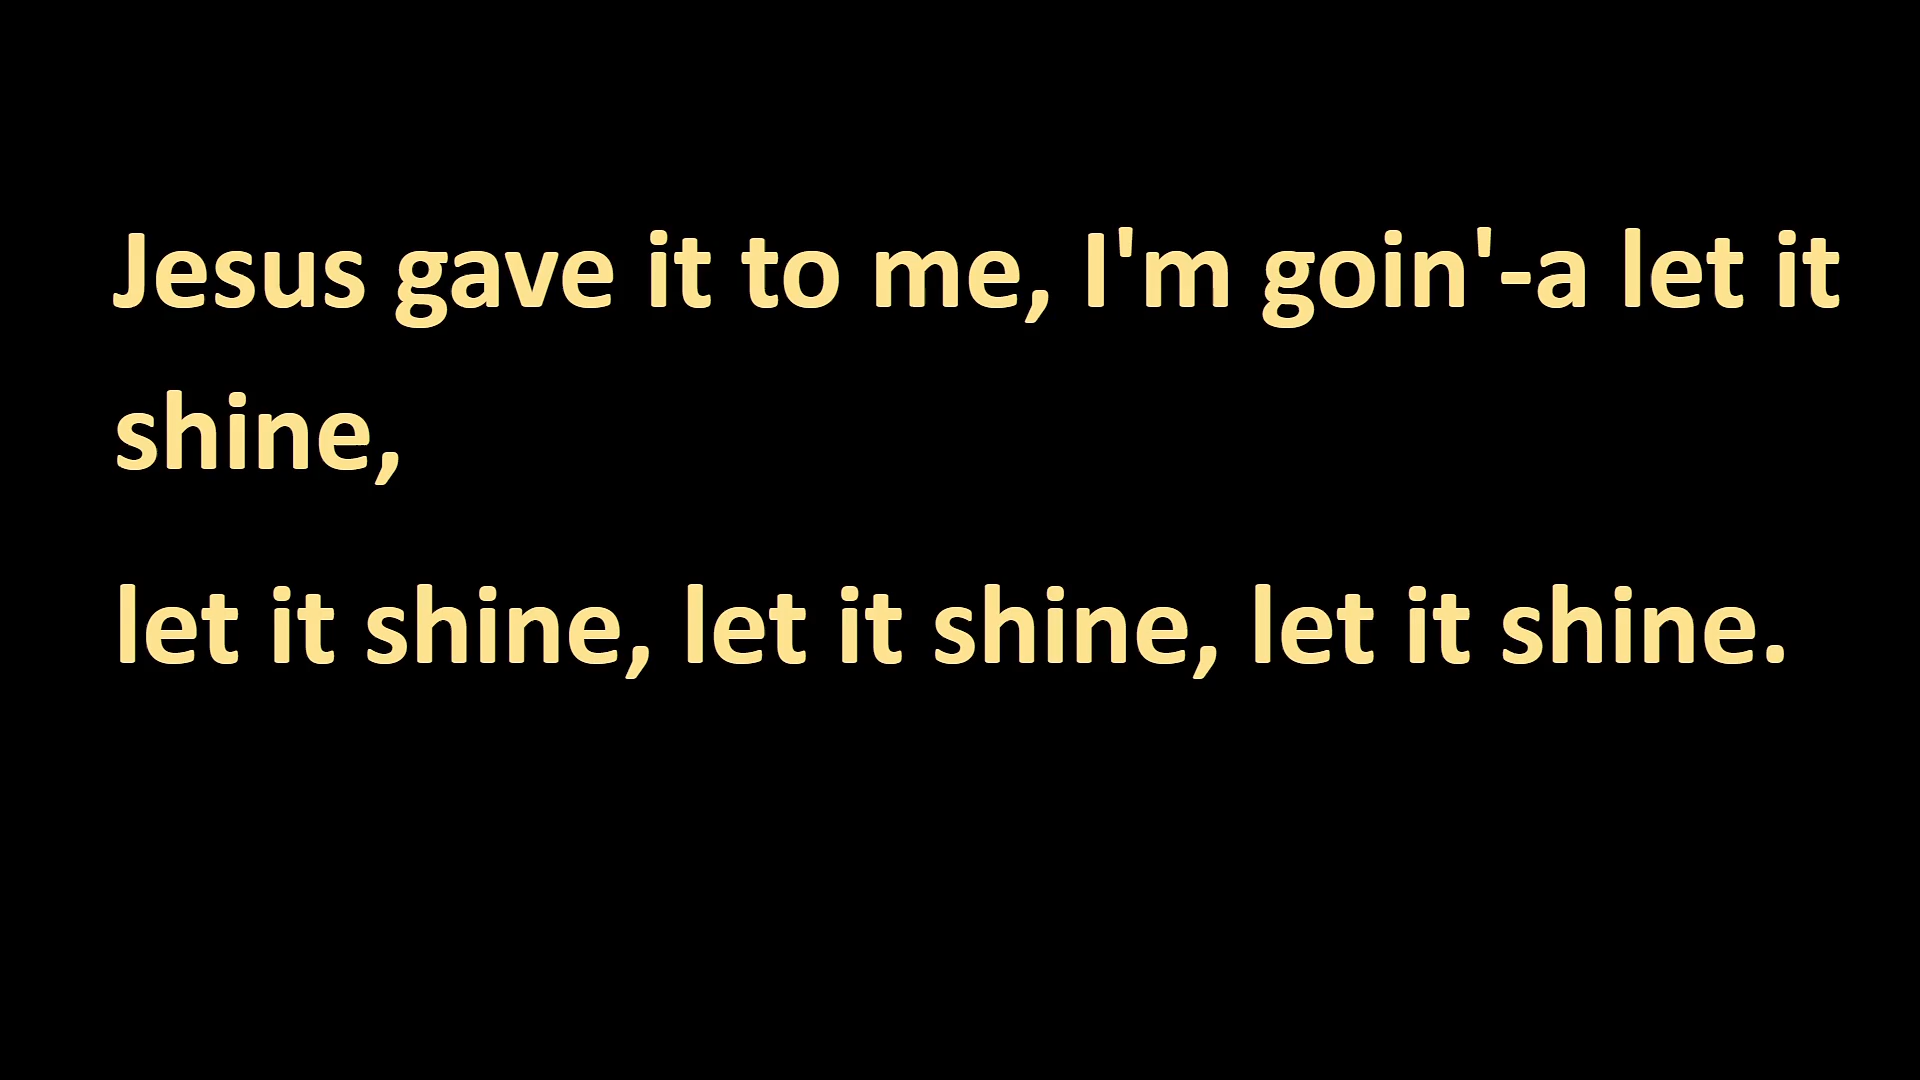 Jesus gave it to me, I'm goin'-a let it
shine,
let it shine, let it shine, let it shine.